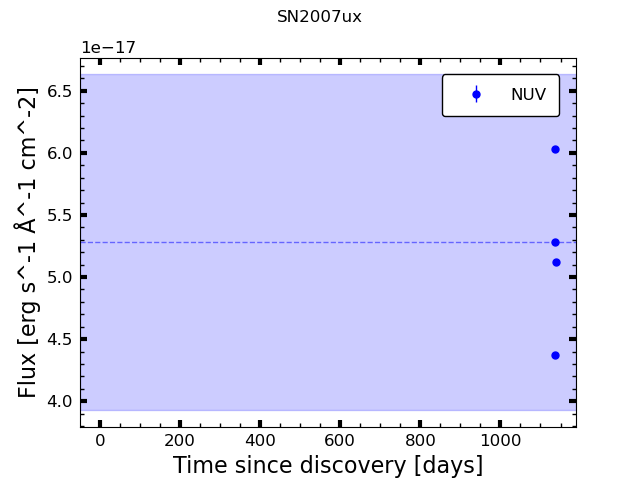 SN2007ux
1e−17
NUV
6.5
6.0
5.5
5.0
4.5
4.0
Flux [erg s^-1 Å^-1 cm^-2]
0 200 400 600 800 1000
Time since discovery [days]